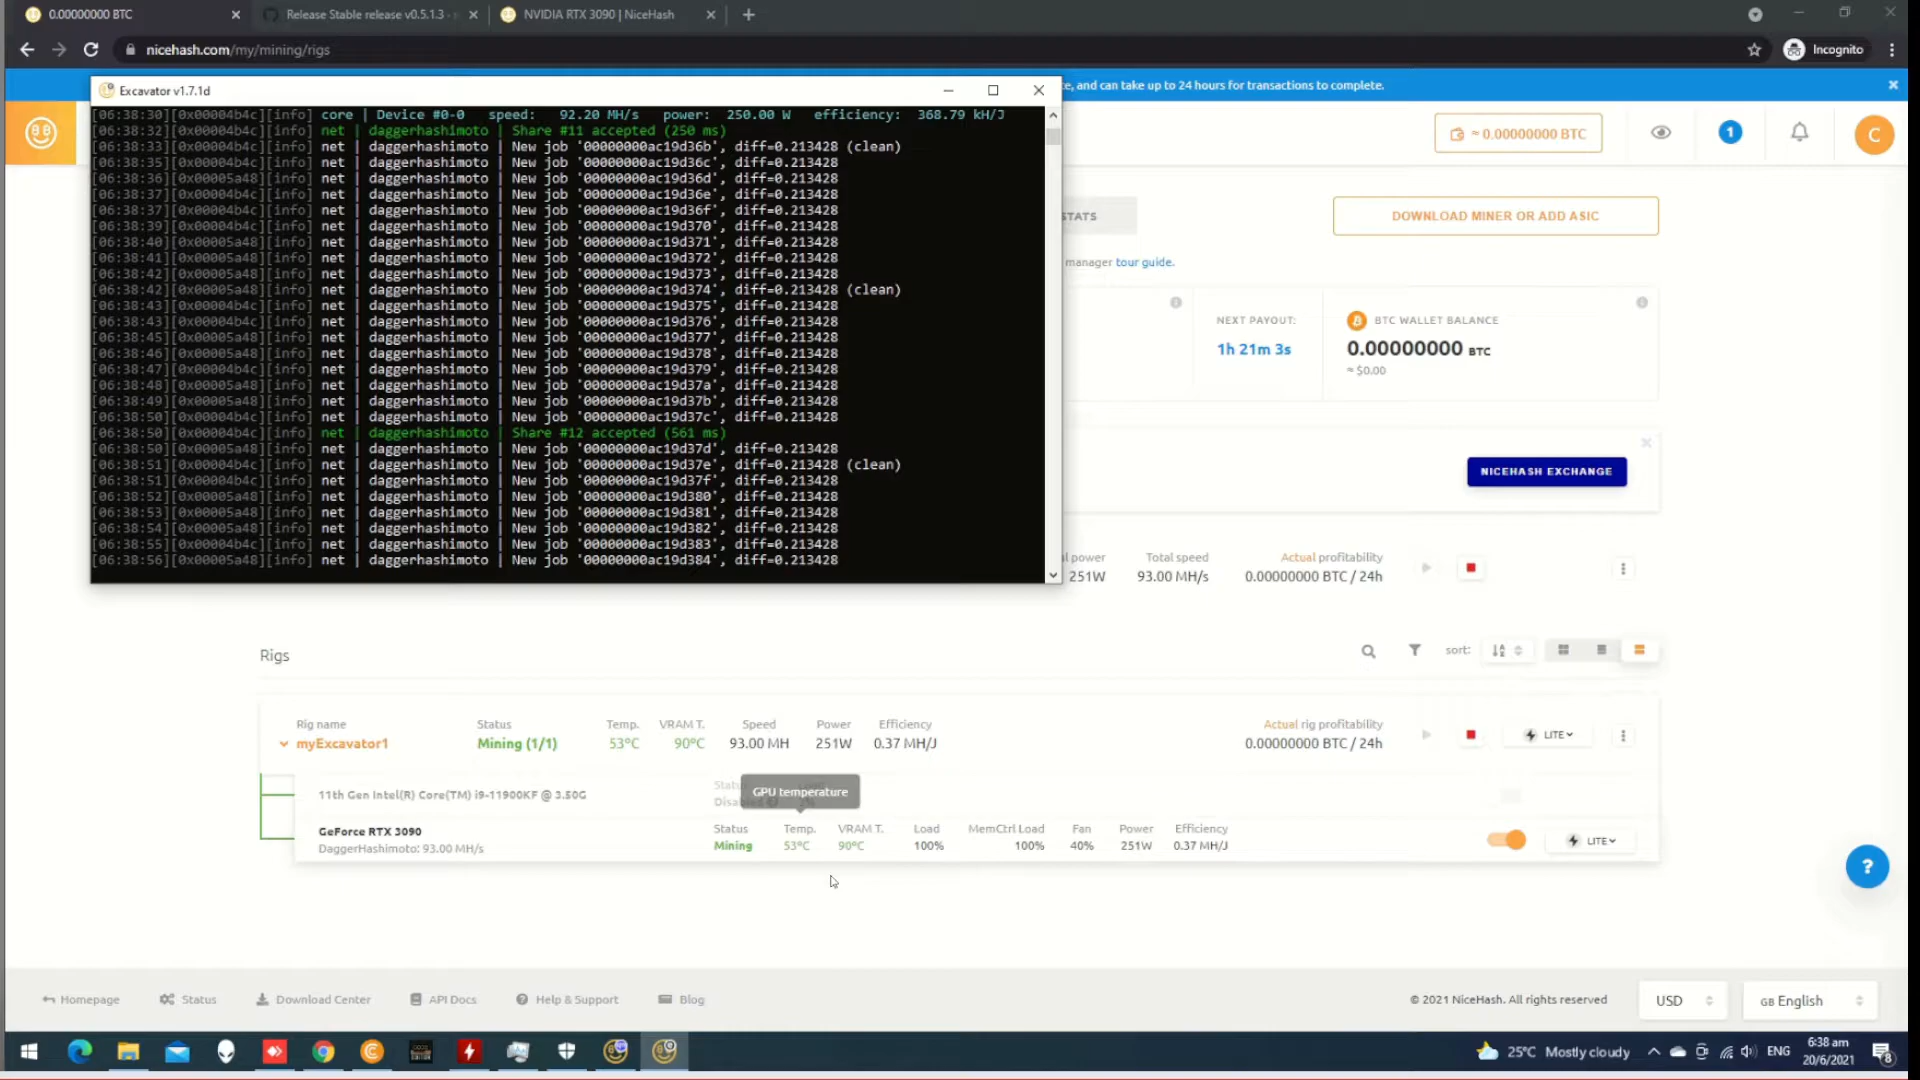 0.00000000 BTC
Release Stable release v0.5.1.3 -
NVIDIA RTX 3090 | NiceHash
nicehash.com/my/mining/rigs
Incognito
Excavator v1.7.1d
e, and can take up to 24 hours for transactions to complete.
[06:38:30][0x00004b4c][info] core | Device #0-0 speed: 92.20 MH/s power: 250.00 W efficiency: 368.79 kH/J
[06:38:32][0x00004b4c][info] net | daggerhashimoto | Share #11 accepted (250 ms)
[06:38:33][0x00004b4c][info] net | daggerhashimoto | New job '00000000ac19d36b', diff=0.213428 (clean)
[06:38:35][0x00004b4c][info] net | daggerhashimoto | New job '00000000ac19d36c', diff=0.213428
[06:38:36][0x00005a48][info] net | daggerhashimoto | New job '00000000ac19d36d', diff=0.213428
[06:38:37][0x00004b4c][info] net | daggerhashimoto | New job '00000000ac19d36e', diff=0.213428
[06:38:37][0x00004b4c][info] net | daggerhashimoto | New job '00000000ac19d36f', diff=0.213428
[06:38:39][0x00004b4c][info] net | daggerhashimoto | New job '00000000ac19d370', diff=0.213428
[06:38:40][0x00005a48][info] net | daggerhashimoto | New job '00000000ac19d371', diff=0.213428
[06:38:41][0x00005a48][info] net | daggerhashimoto | New job '00000000ac19d372', diff=0.213428
[06:38:42][0x00005a48][info] net | daggerhashimoto | New job '00000000ac19d373', diff=0.213428
[06:38:42][0x00005a48][info] net | daggerhashimoto | New job '00000000ac19d374', diff=0.213428 (clean)
[06:38:43][0x00004b4c][info] net | daggerhashimoto | New job '00000000ac19d375', diff=0.213428
[06:38:43][0x00004b4c][info] net | daggerhashimoto | New job '00000000ac19d376', diff=0.213428
[06:38:45][0x00005a48][info] net | daggerhashimoto | New job '00000000ac19d377', diff=0.213428
[06:38:46][0x00005a48][info] net | daggerhashimoto | New job '00000000ac19d378', diff=0.213428
[06:38:47][0x00004b4c][info] net | daggerhashimoto | New job '00000000ac19d379', diff=0.213428
[06:38:48][0x00005a48][info] net | daggerhashimoto | New job '00000000ac19d37a', diff=0.213428
[06:38:49][0x00005a48][info] net | daggerhashimoto | New job '00000000ac19d37b', diff=0.213428
[06:38:50][0x00004b4c][info] net | daggerhashimoto | New job '00000000ac19d37c', diff=0.213428
[06:38:50][0x00004b4c][info] net | daggerhashimoto | Share #12 accepted (561 ms)
[06:38:50][0x00005a48][info] net | daggerhashimoto | New job '00000000ac19d37d', diff=0.213428
[06:38:51][0x00004b4c][info] net | daggerhashimoto | New job '00000000ac19d37e', diff=0.213428 (clean)
[06:38:51][0x00004b4c][info] net | daggerhashimoto | New job '00000000ac19d37f', diff=0.213428
[06:38:52][0x00005a48][info] net | daggerhashimoto | New job '00000000ac19d380', diff=0.213428
[06:38:53][0x00005a48][info] net | daggerhashimoto | New job '00000000ac19d381', diff=0.213428
[06:38:54][0x00005a48][info] net | daggerhashimoto | New job '00000000ac19d382', diff=0.213428
[06:38:55][0x00004b4c][info] net | daggerhashimoto | New job '00000000ac19d383', diff=0.213428
[06:38:56][0x00005a48][info] net | daggerhashimoto | New job '00000000ac19d384', diff=0.213428
≈ 0.00000000 BTC
1
C
STATS
DOWNLOAD MINER OR ADD ASIC
manager tour guide.
NEXT PAYOUT:
1h 21m 3s
BTC WALLET BALANCE
0.00000000 BTC
≈ $0.00
NICEHASH EXCHANGE
l power
251W
Total speed
93.00 MH/s
Actual profitability
0.00000000 BTC / 24h
Rigs
sort:
Rig name Status Temp. VRAM T. Speed Power Efficiency Actual rig profitability
myExcavator1 Mining (1/1) 53°C 90°C 93.00 MH 251W 0.37 MH/J 0.00000000 BTC / 24h
LITE
11th Gen Intel(R) Core(TM) i9-11900KF @ 3.50G
Status
Disabled
GPU temperature
GeForce RTX 3090
DaggerHashimoto: 93.00 MH/s
Status Temp. VRAM T. Load MemCtrl Load Fan Power Efficiency
Mining 53°C 90°C 100% 100% 40% 251W 0.37 MH/J
LITE
?
Homepage
Status
Download Center
API Docs
Help & Support
Blog
© 2021 NiceHash. All rights reserved
USD
GB English
25°C Mostly cloudy
ENG
6:38 am
20/6/2021
8